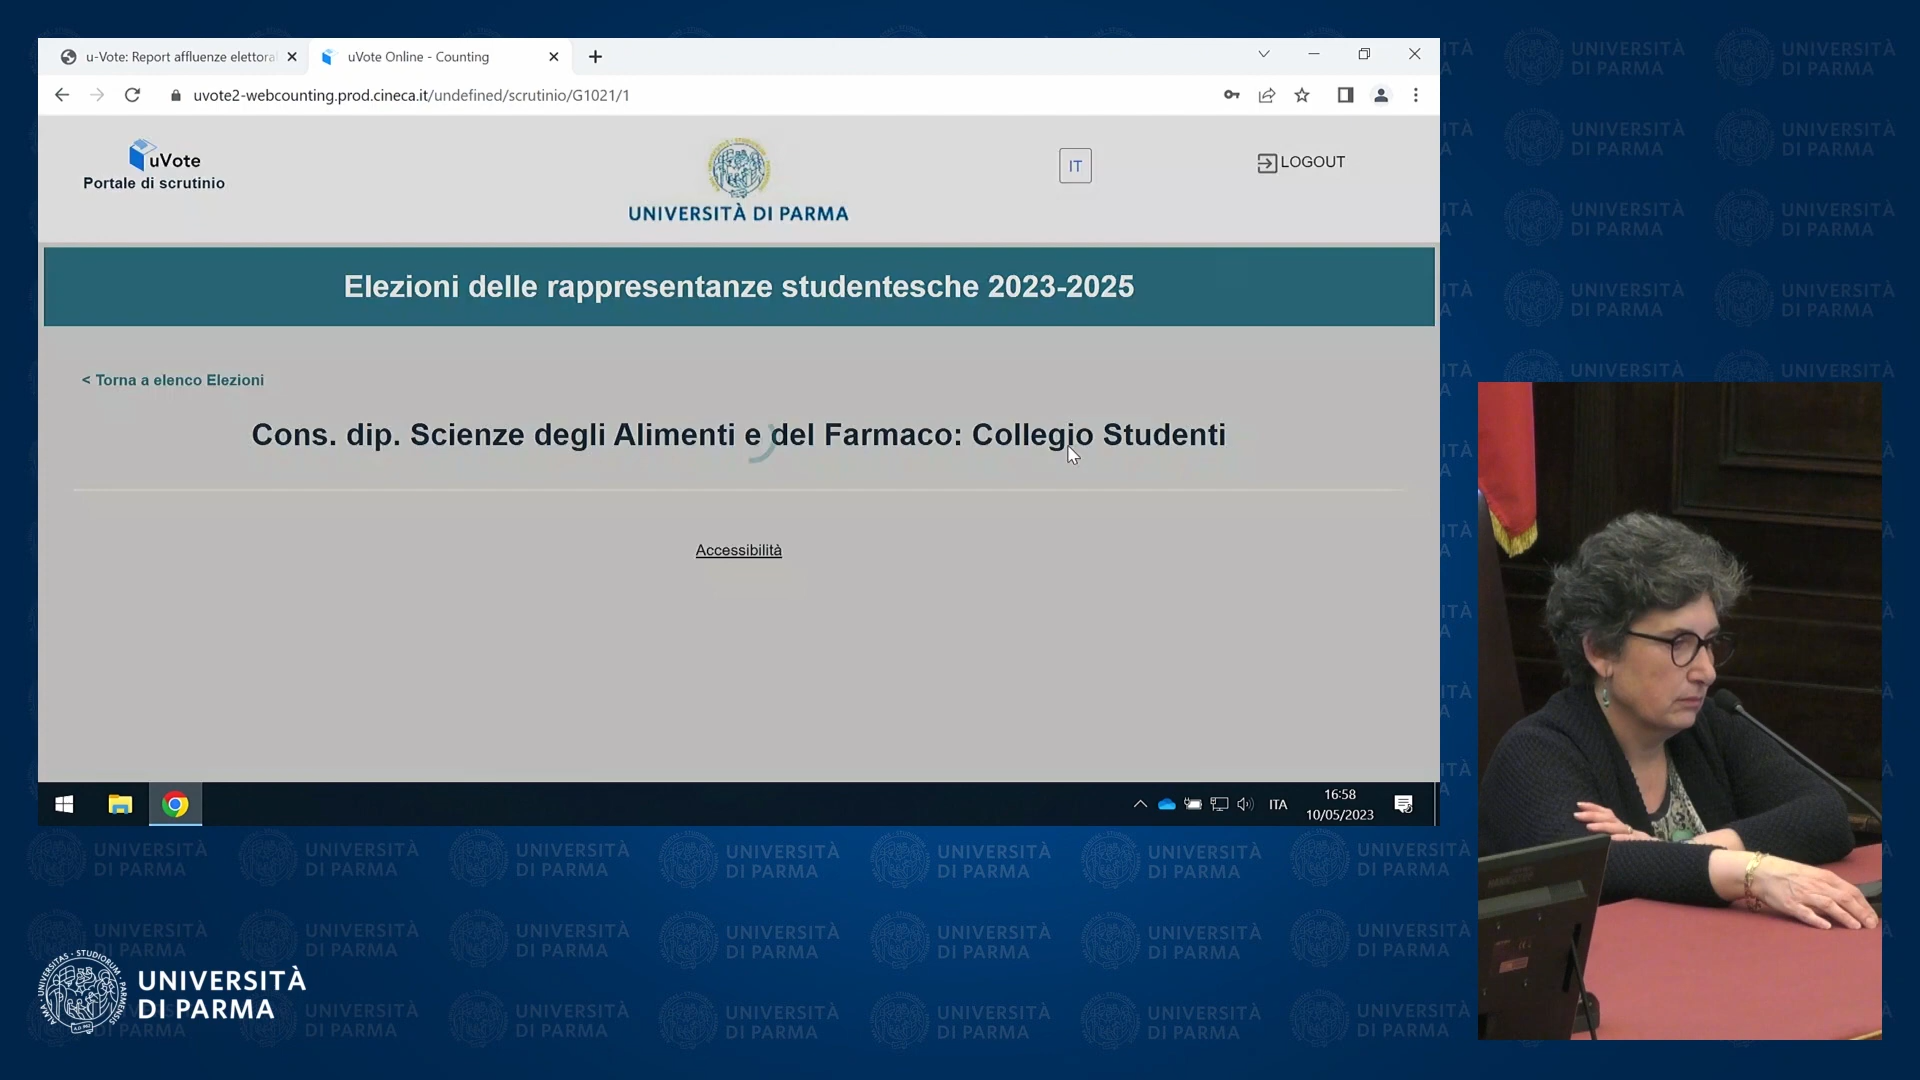 u-Vote: Report affluenze elettora
uVote Online - Counting
uvote2-webcounting.prod.cineca.it/undefined/scrutinio/G1021/1
uVote
Portale di scrutinio
UNIVERSITÀ DI PARMA
IT
LOGOUT
Elezioni delle rappresentanze studentesche 2023-2025
< Torna a elenco Elezioni
Cons. dip. Scienze degli Alimenti e del Farmaco: Collegio Studenti
Accessibilità
ITA
16:58
10/05/2023
UNIVERSITÀ
DI PARMA